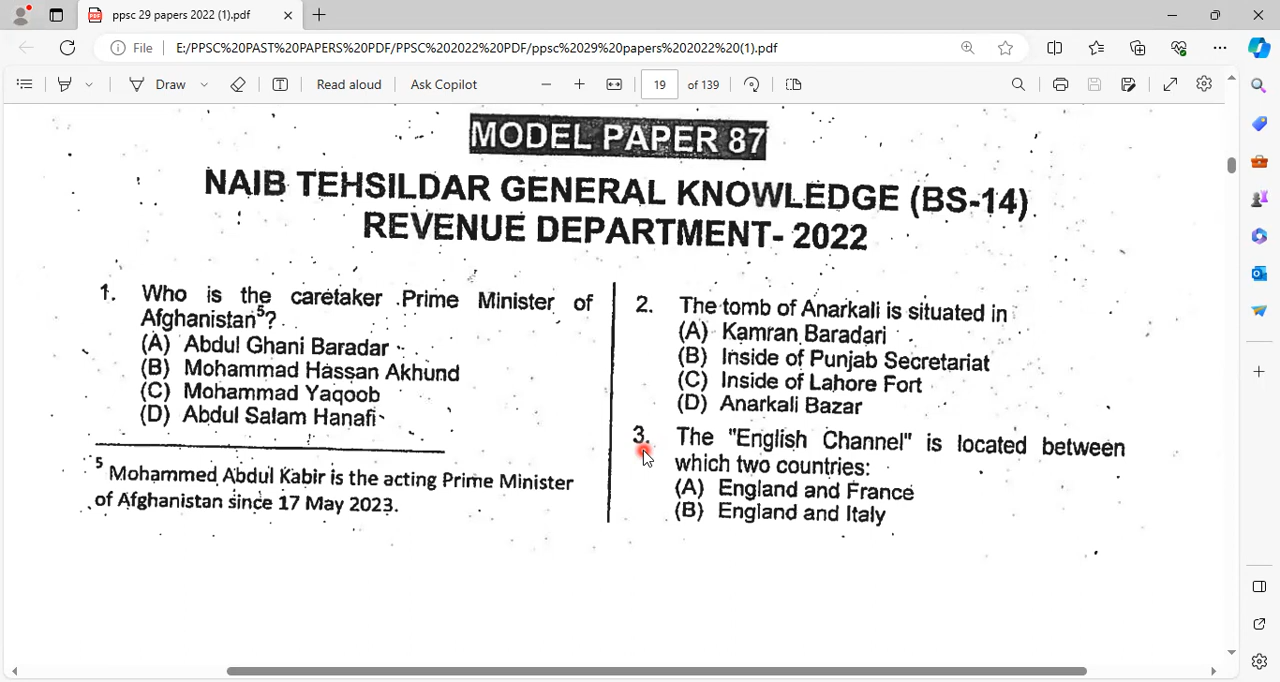 ppsc 29 papers 2022 (1).pdf
File
E:/PPSC%20PAST%20PAPERS%20PDF/PPSC%202022%20PDF/ppsc%2029%20papers%202022%20(1).pdf
Draw
Read aloud
Ask Copilot
19 of 139
MODEL PAPER 87
NAIB TEHSILDAR GENERAL KNOWLEDGE (BS-14)
REVENUE DEPARTMENT- 2022
1. Who is the caretaker Prime Minister of
Afghanistan⁵?
(A) Abdul Ghani Baradar
(B) Mohammad Hassan Akhund
(C) Mohammad Yaqoob
(D) Abdul Salam Hanafi
⁵ Mohammed Abdul Kabir is the acting Prime Minister
of Afghanistan since 17 May 2023.
2. The tomb of Anarkali is situated in
(A) Kamran Baradari
(B) Inside of Punjab Secretariat
(C) Inside of Lahore Fort
(D) Anarkali Bazar
3. The "English Channel" is located between
which two countries:
(A) England and France
(B) England and Italy